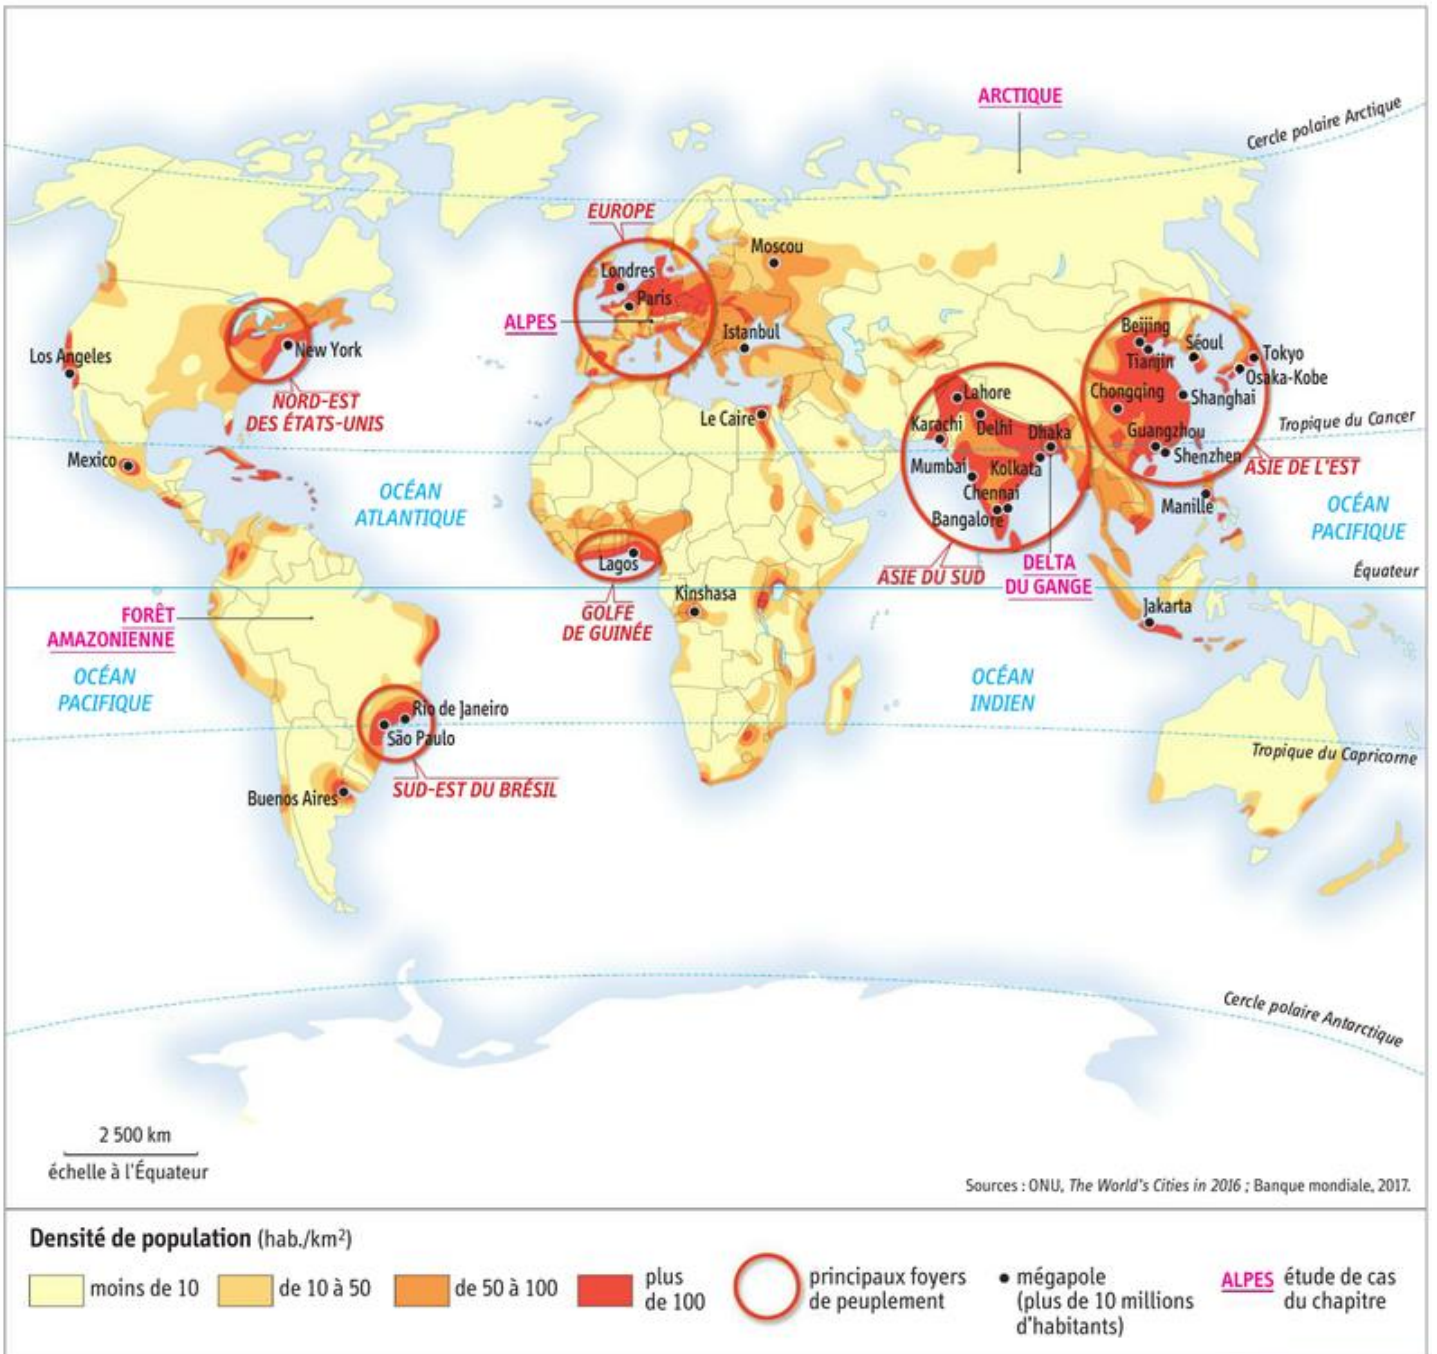 ARCTIQUE
Cercle polaire Arctique
EUROPE
Moscou
Londres
Paris
ALPES
Istanbul
Los Angeles
New York
NORD-EST
DES ÉTATS-UNIS
Beijing
Séoul
Tianjin
Tokyo
Osaka-Kobe
Chongqing
Shanghai
Lahore
Karachi
Delhi
Dhaka
Guangzhou
Shenzhen
Tropique du Cancer
Le Caire
Mexico
Mumbai
Kolkata
Chennai
Bangalore
ASIE DE L'EST
Manille
OCÉAN
ATLANTIQUE
OCÉAN
PACIFIQUE
Lagos
ASIE DU SUD
DELTA
DU GANGE
Équateur
Kinshasa
GOLFE
DE GUINÉE
Jakarta
FORÊT
AMAZONIENNE
OCÉAN
PACIFIQUE
OCÉAN
INDIEN
Rio de Janeiro
São Paulo
Tropique du Capricorne
SUD-EST DU BRÉSIL
Buenos Aires
Cercle polaire Antarctique
2 500 km
échelle à l'Équateur
Sources : ONU, The World's Cities in 2016 ; Banque mondiale, 2017.
Densité de population (hab./km²)
moins de 10
de 10 à 50
de 50 à 100
plus
de 100
principaux foyers
de peuplement
mégapole
(plus de 10 millions
d'habitants)
ALPES étude de cas
du chapitre